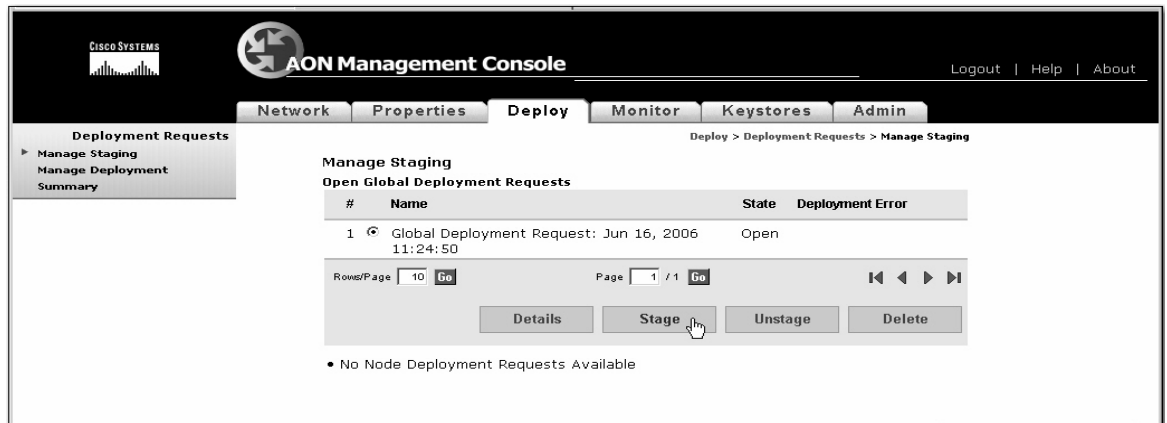 CISCO SYSTEMS
AON Management Console
Logout | Help | About
Network Properties Deploy Monitor Keystores Admin
Deployment Requests
Manage Staging
Manage Deployment
Summary
Deploy > Deployment Requests > Manage Staging
Manage Staging
Open Global Deployment Requests
# Name State Deployment Error
1 Global Deployment Request: Jun 16, 2006 Open
11:24:50
Rows/Page 10 Go Page 1 / 1 Go
Details Stage Unstage Delete
• No Node Deployment Requests Available